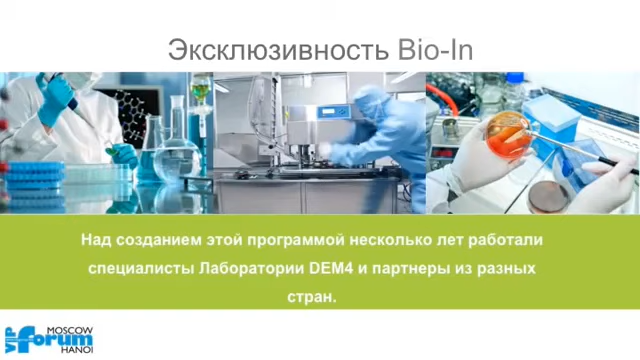 Эксклюзивность Bio-In
Над созданием этой программой несколько лет работали
специалисты Лаборатории DEM4 и партнеры из разных
стран.
VIP
forum
MOSCOW
HANOI